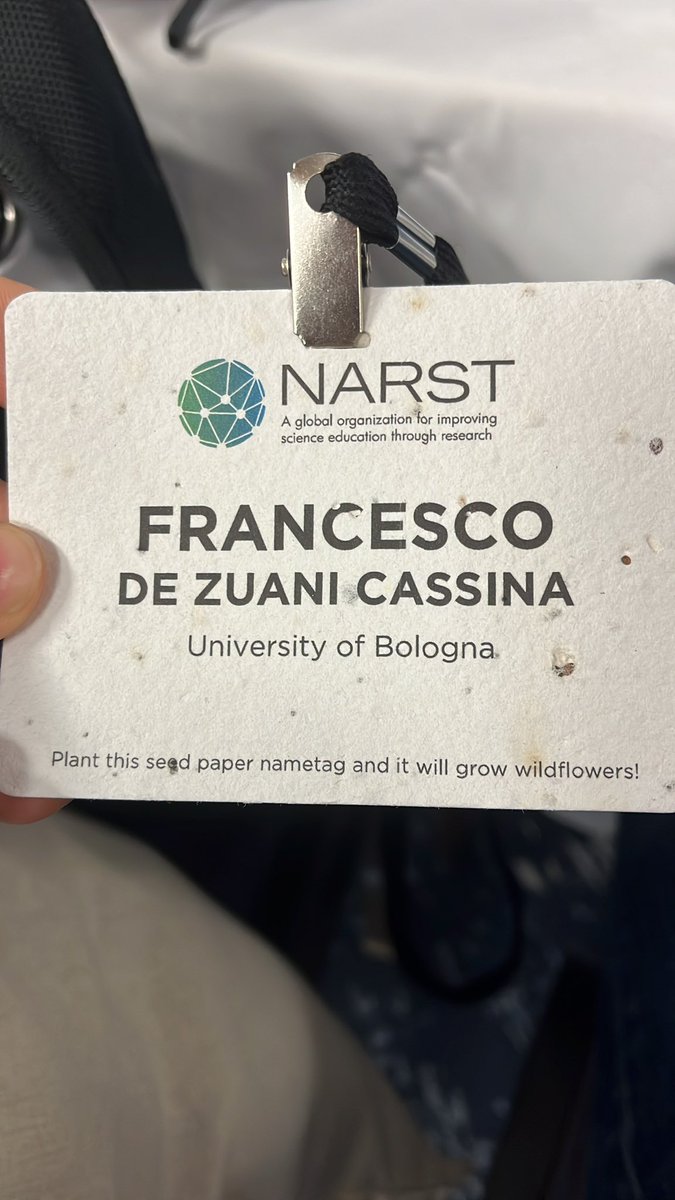 NARST
A global organization for improving
science education through research
FRANCESCO
DE ZUANI CASSINA
University of Bologna
Plant this seed paper nametag and it will grow wildflowers!